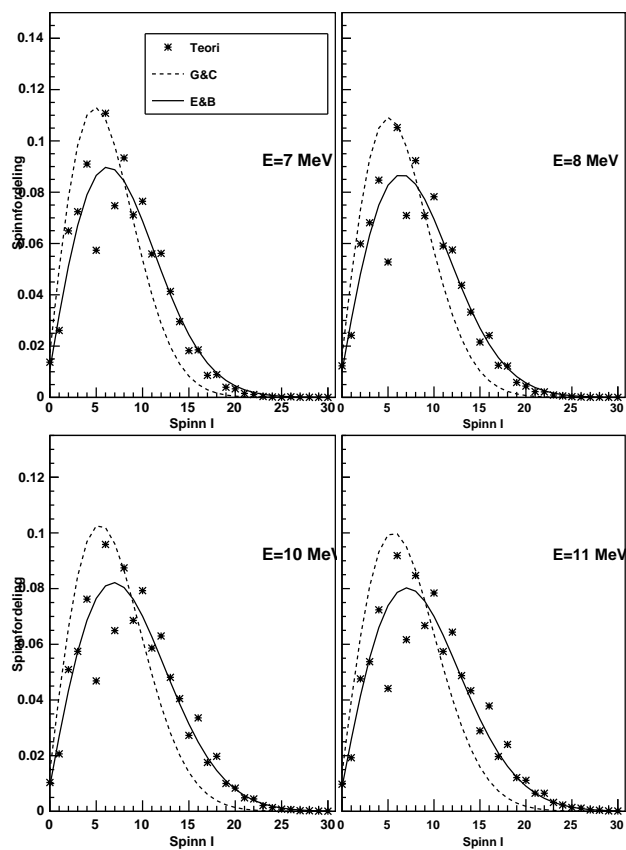 0.14
0.12
0.1
0.08
0.06
0.04
0.02
0
Spinnfordeling
Teori
G&C
E&B
E=7 MeV
0 5 10 15 20 25 30
Spinn I
E=8 MeV
0 5 10 15 20 25 30
Spinn I
0.12
0.1
0.08
0.06
0.04
0.02
0
Spinnfordeling
E=10 MeV
0 5 10 15 20 25 30
Spinn I
E=11 MeV
0 5 10 15 20 25 30
Spinn I